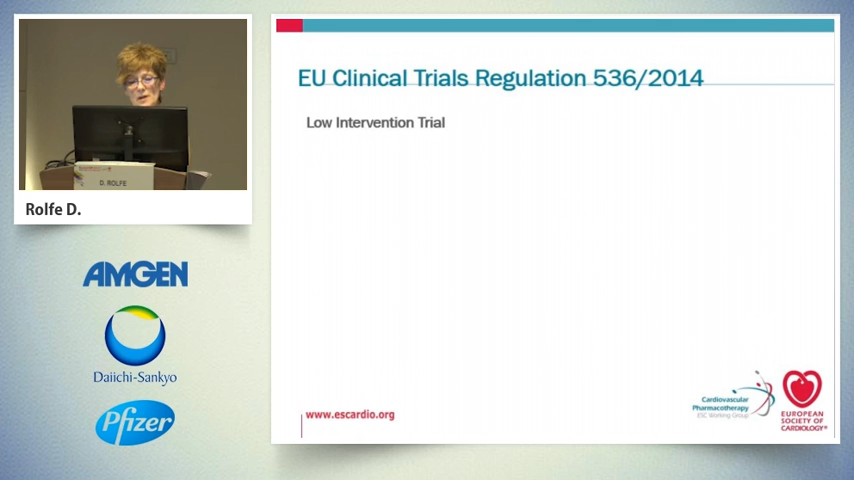 D. ROLFE
Rolfe D.
AMGEN
Daiichi-Sankyo
Pfizer
EU Clinical Trials Regulation 536/2014
Low Intervention Trial
www.escardio.org
Cardiovascular
Pharmacotherapy
ESC Working Group
EUROPEAN
SOCIETY OF
CARDIOLOGY®